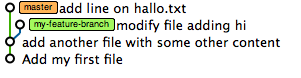 master add line on hallo.txt
my-feature-branch modify file adding hi
add another file with some other content
Add my first file